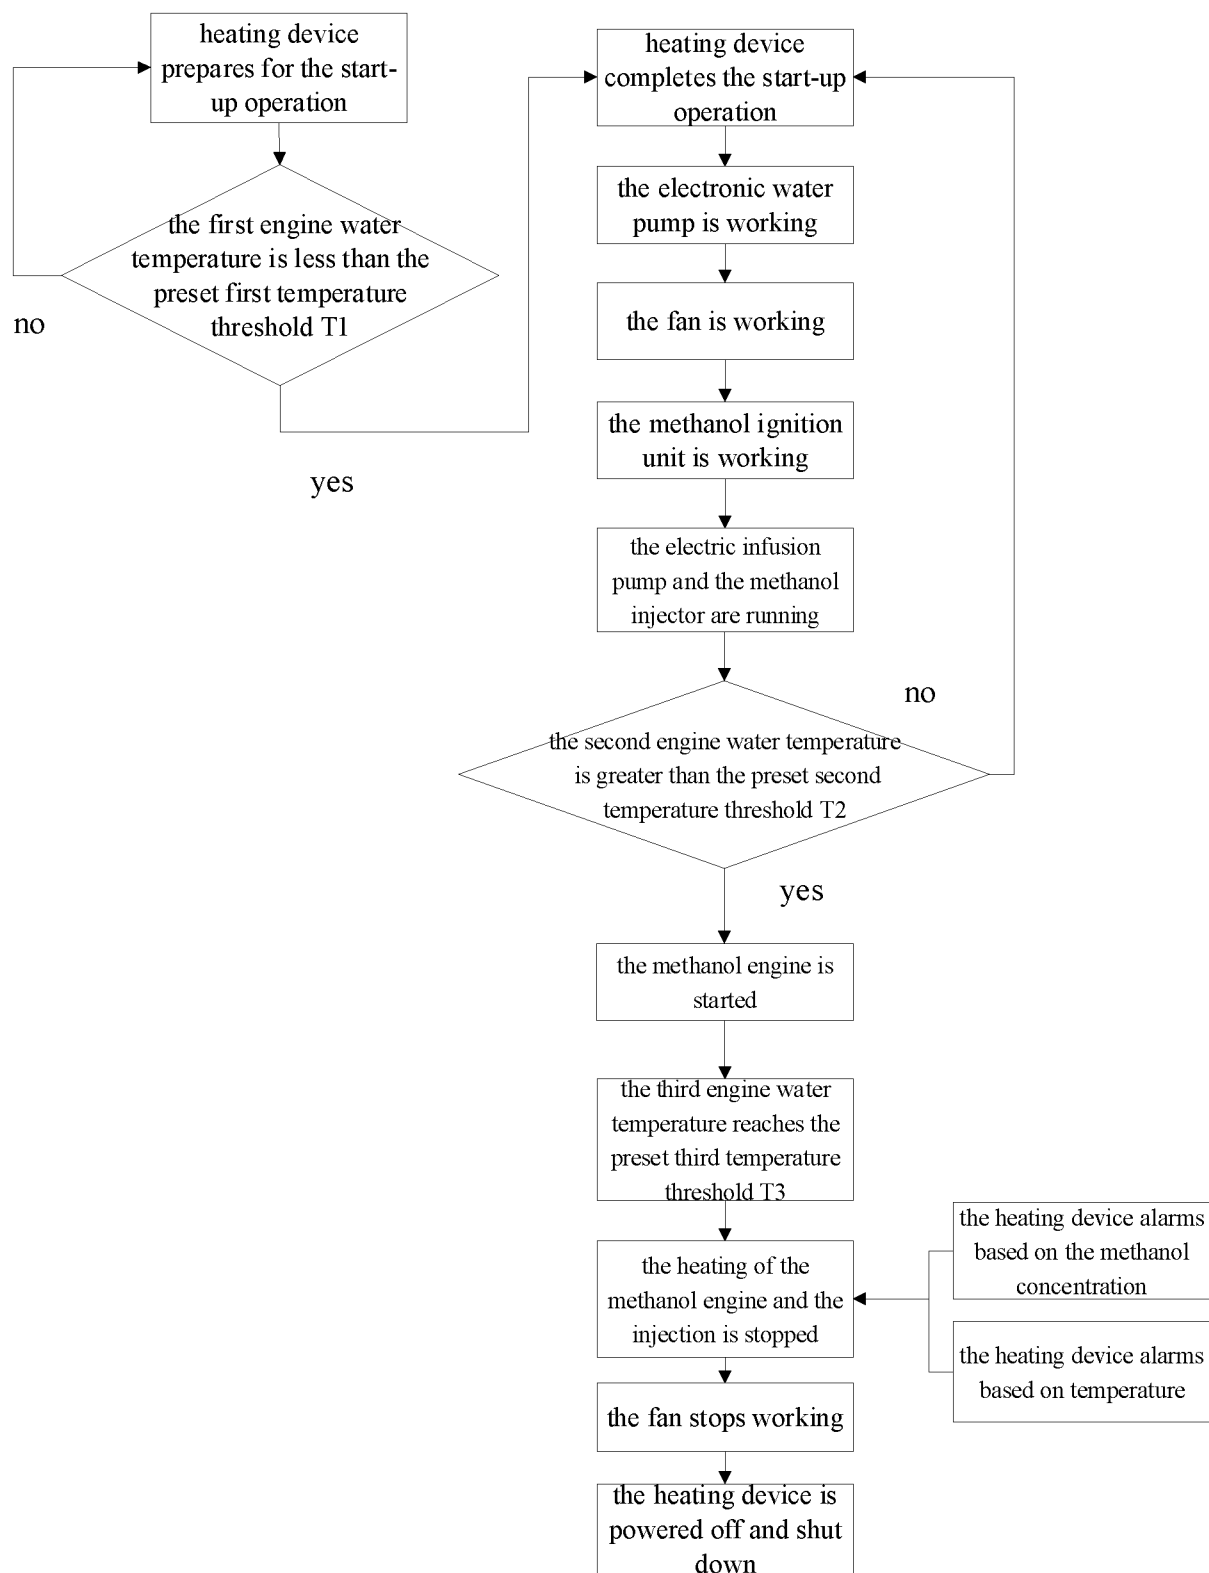 heating device
prepares for the start-
up operation
the first engine water
temperature is less than the
preset first temperature
threshold T1
no
yes
heating device
completes the start-up
operation
the electronic water
pump is working
the fan is working
the methanol ignition
unit is working
the electric infusion
pump and the methanol
injector are running
no
the second engine water temperature
is greater than the preset second
temperature threshold T2
yes
the methanol engine is
started
the third engine water
temperature reaches the
preset third temperature
threshold T3
the heating device alarms
based on the methanol
concentration
the heating of the
methanol engine and the
injection is stopped
the heating device alarms
based on temperature
the fan stops working
the heating device is
powered off and shut
down